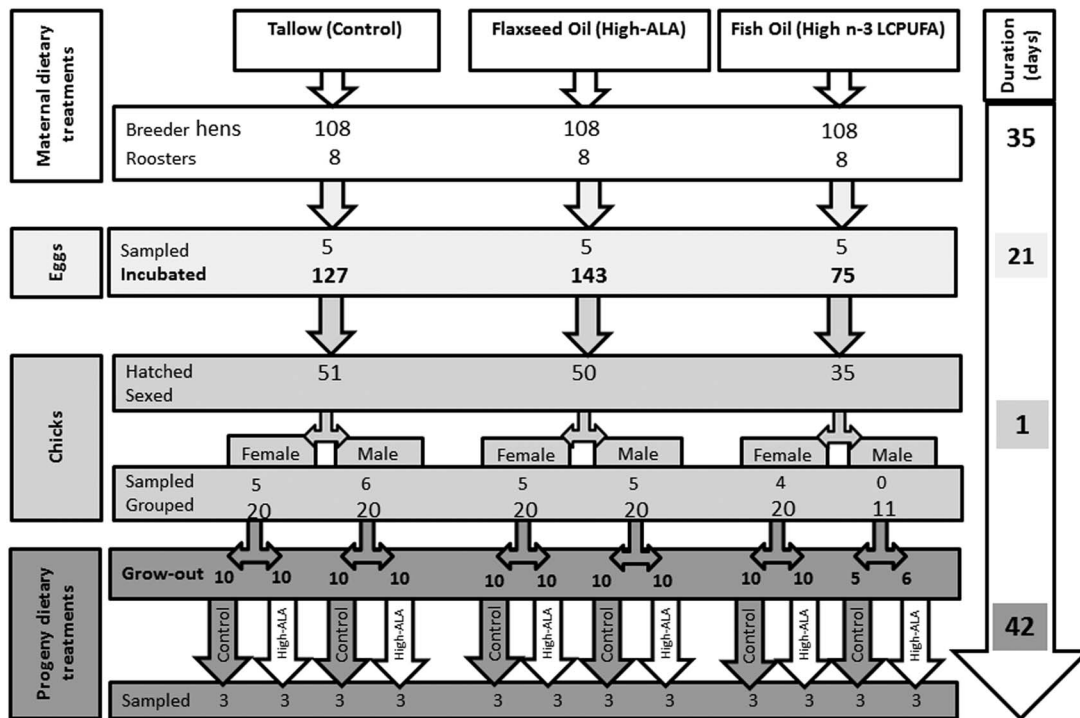 Tallow (Control) Flaxseed Oil (High-ALA) Fish Oil (High n-3 LCPUFA)
Duration
(days)
Maternal dietary
treatments
Breeder hens 108 108 108
Roosters 8 8 8
35
Eggs
Sampled 5 5 5
Incubated 127 143 75
21
Chicks
Hatched 51 50 35
Sexed
1
Female Male Female Male Female Male
Sampled 5 6 5 5 4 0
Grouped 20 20 20 20 20 11
Progeny dietary
treatments
Grow-out 10 10 10 10 10 10 10 10 10 10 5 6
Control High-ALA Control High-ALA Control High-ALA Control High-ALA Control High-ALA Control High-ALA
42
Sampled 3 3 3 3 3 3 3 3 3 3 3 3